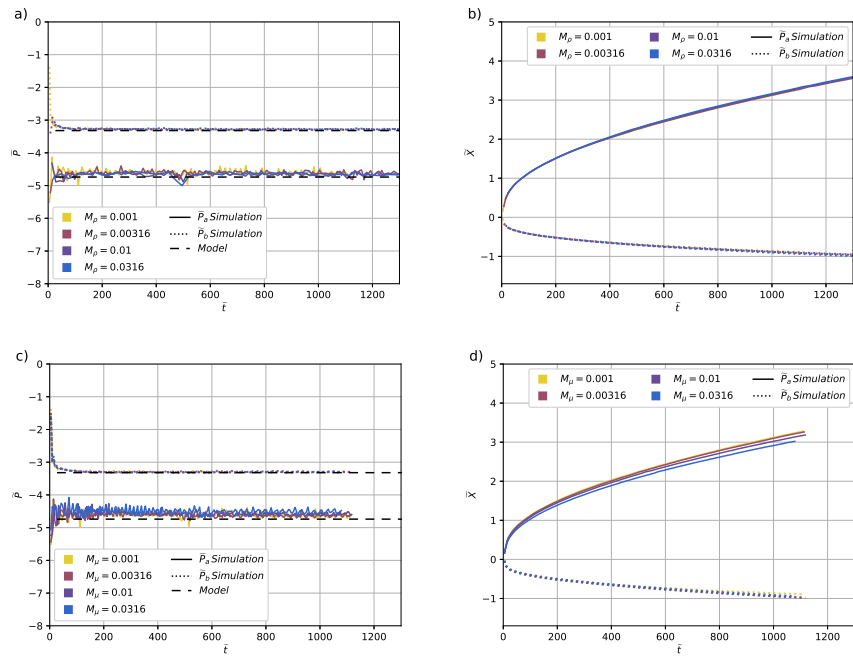 a)
0
−1
−2
−3
−4
−5
−6
−7
−8
P̃
M_ρ = 0.001
M_ρ = 0.00316
M_ρ = 0.01
M_ρ = 0.0316
P̃_a Simulation
P̃_b Simulation
Model
0 200 400 600 800 1000 1200
t̃
b)
5
4
3
2
1
0
−1
X̃
M_ρ = 0.001
M_ρ = 0.00316
M_ρ = 0.01
M_ρ = 0.0316
P̃_a Simulation
P̃_b Simulation
0 200 400 600 800 1000 1200
t̃
c)
0
−1
−2
−3
−4
−5
−6
−7
−8
P̃
M_μ = 0.001
M_μ = 0.00316
M_μ = 0.01
M_μ = 0.0316
P̃_a Simulation
P̃_b Simulation
Model
0 200 400 600 800 1000 1200
t̃
d)
5
4
3
2
1
0
−1
X̃
M_μ = 0.001
M_μ = 0.00316
M_μ = 0.01
M_μ = 0.0316
P̃_a Simulation
P̃_b Simulation
0 200 400 600 800 1000 1200
t̃